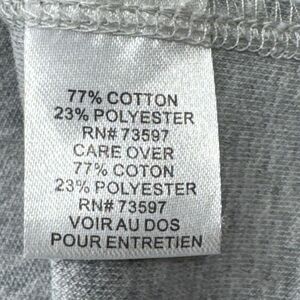 77% COTTON
23% POLYESTER
RN# 73597
CARE OVER
77% COTON
23% POLYESTER
RN# 73597
VOIR AU DOS
POUR ENTRETIEN